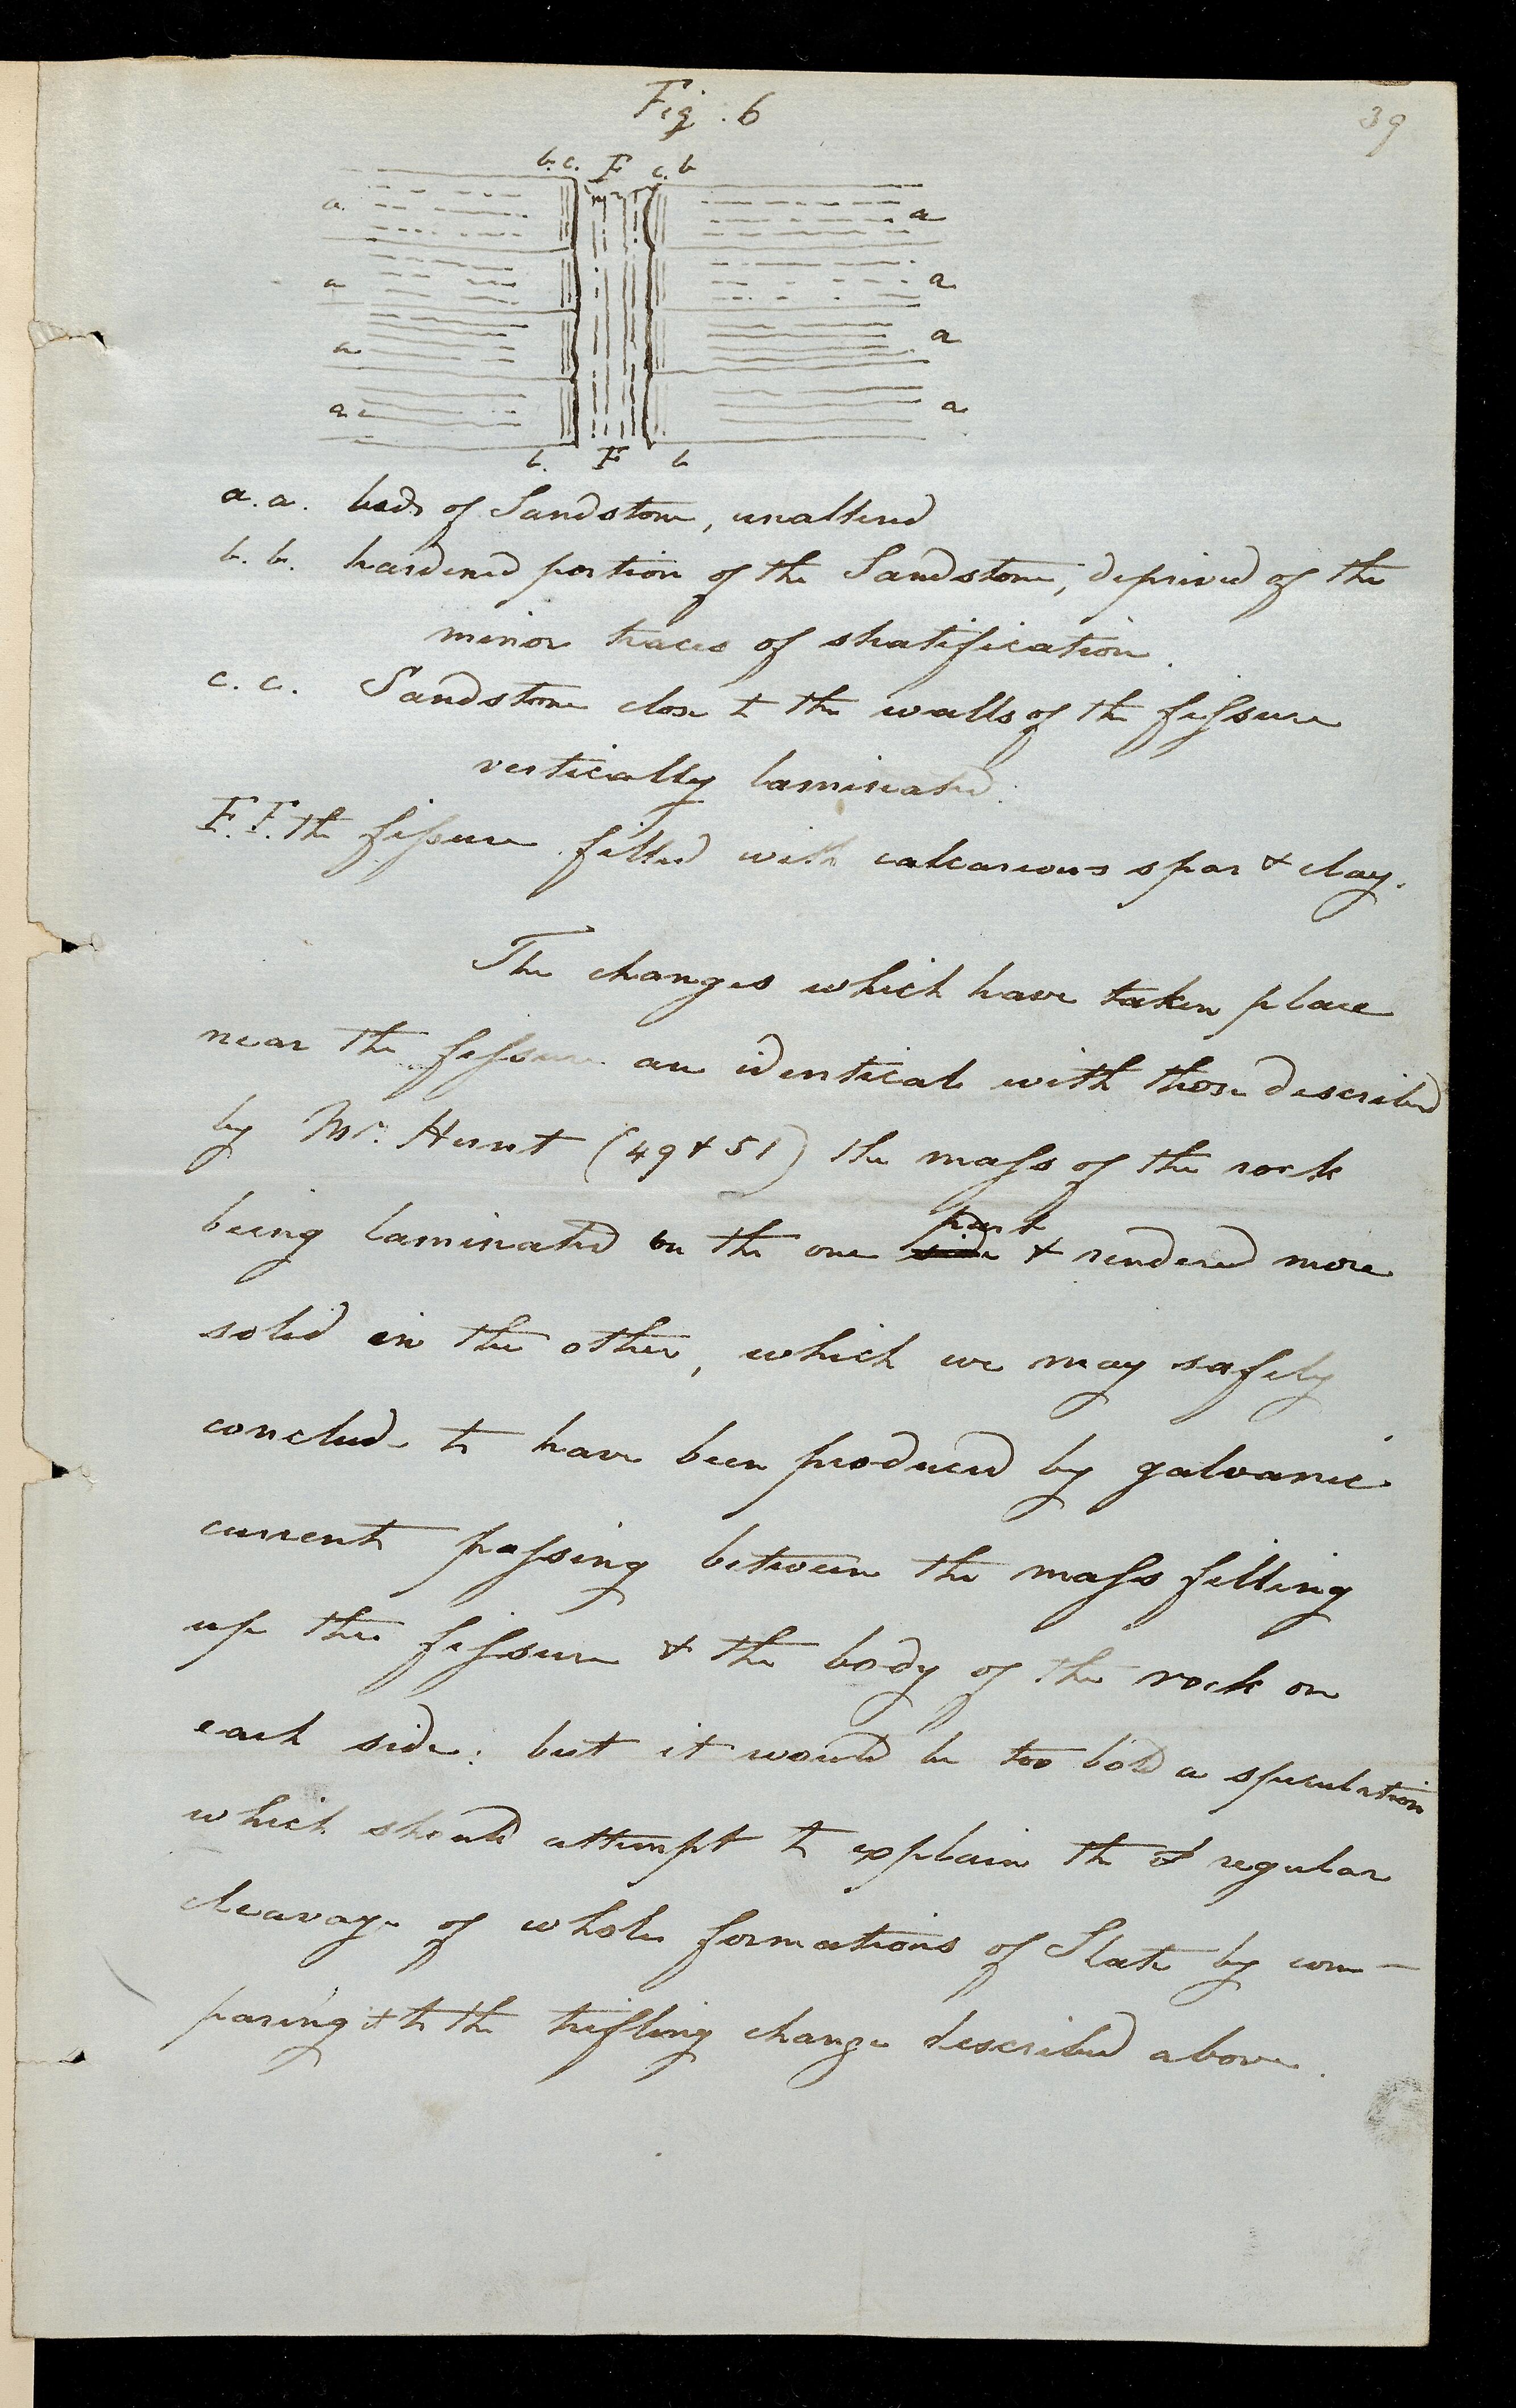 Fig. 6
39
b. c. F c. b
a a
a a
a a
a a
b. F b
a. a. beds of Sandstone, unaltered
b. b. hardened portion of the Sandstone, deprived of the
minor traces of stratification.
c. c. Sandstone close to the walls of the fissure
vertically laminated.
F. F. the fissure filled with calcareous spar & clay.
The changes which have taken place
near the fissure are identical with those described
by Mr. Hunt (49 & 51) the mass of the rock
part
being laminated on the one side & rendered more
solid in the other, which we may safely
conclude to have been produced by galvanic
current passing between the mass filling
up the fissure & the body of the rock on
each side: but it would be too bold a speculation
which should attempt to explain the regular
cleavage of whole formations of Slate by com-
paring it to the trifling change described above.